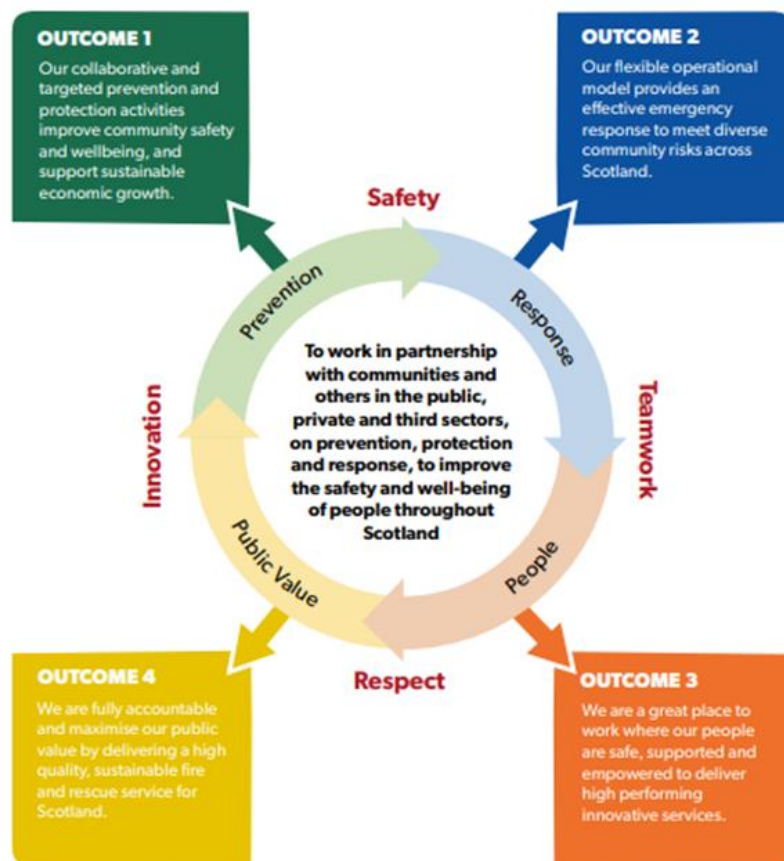 OUTCOME 1
Our collaborative and
targeted prevention and
protection activities
improve community safety
and wellbeing, and
support sustainable
economic growth.
OUTCOME 2
Our flexible operational
model provides an
effective emergency
response to meet diverse
community risks across
Scotland.
Safety
Prevention
Response
Innovation
To work in partnership
with communities and
others in the public,
private and third sectors,
on prevention, protection
and response, to improve
the safety and well-being
of people throughout
Scotland
Teamwork
Public Value
People
Respect
OUTCOME 4
We are fully accountable
and maximise our public
value by delivering a high
quality, sustainable fire
and rescue service for
Scotland.
OUTCOME 3
We are a great place to
work where our people
are safe, supported and
empowered to deliver
high performing
innovative services.